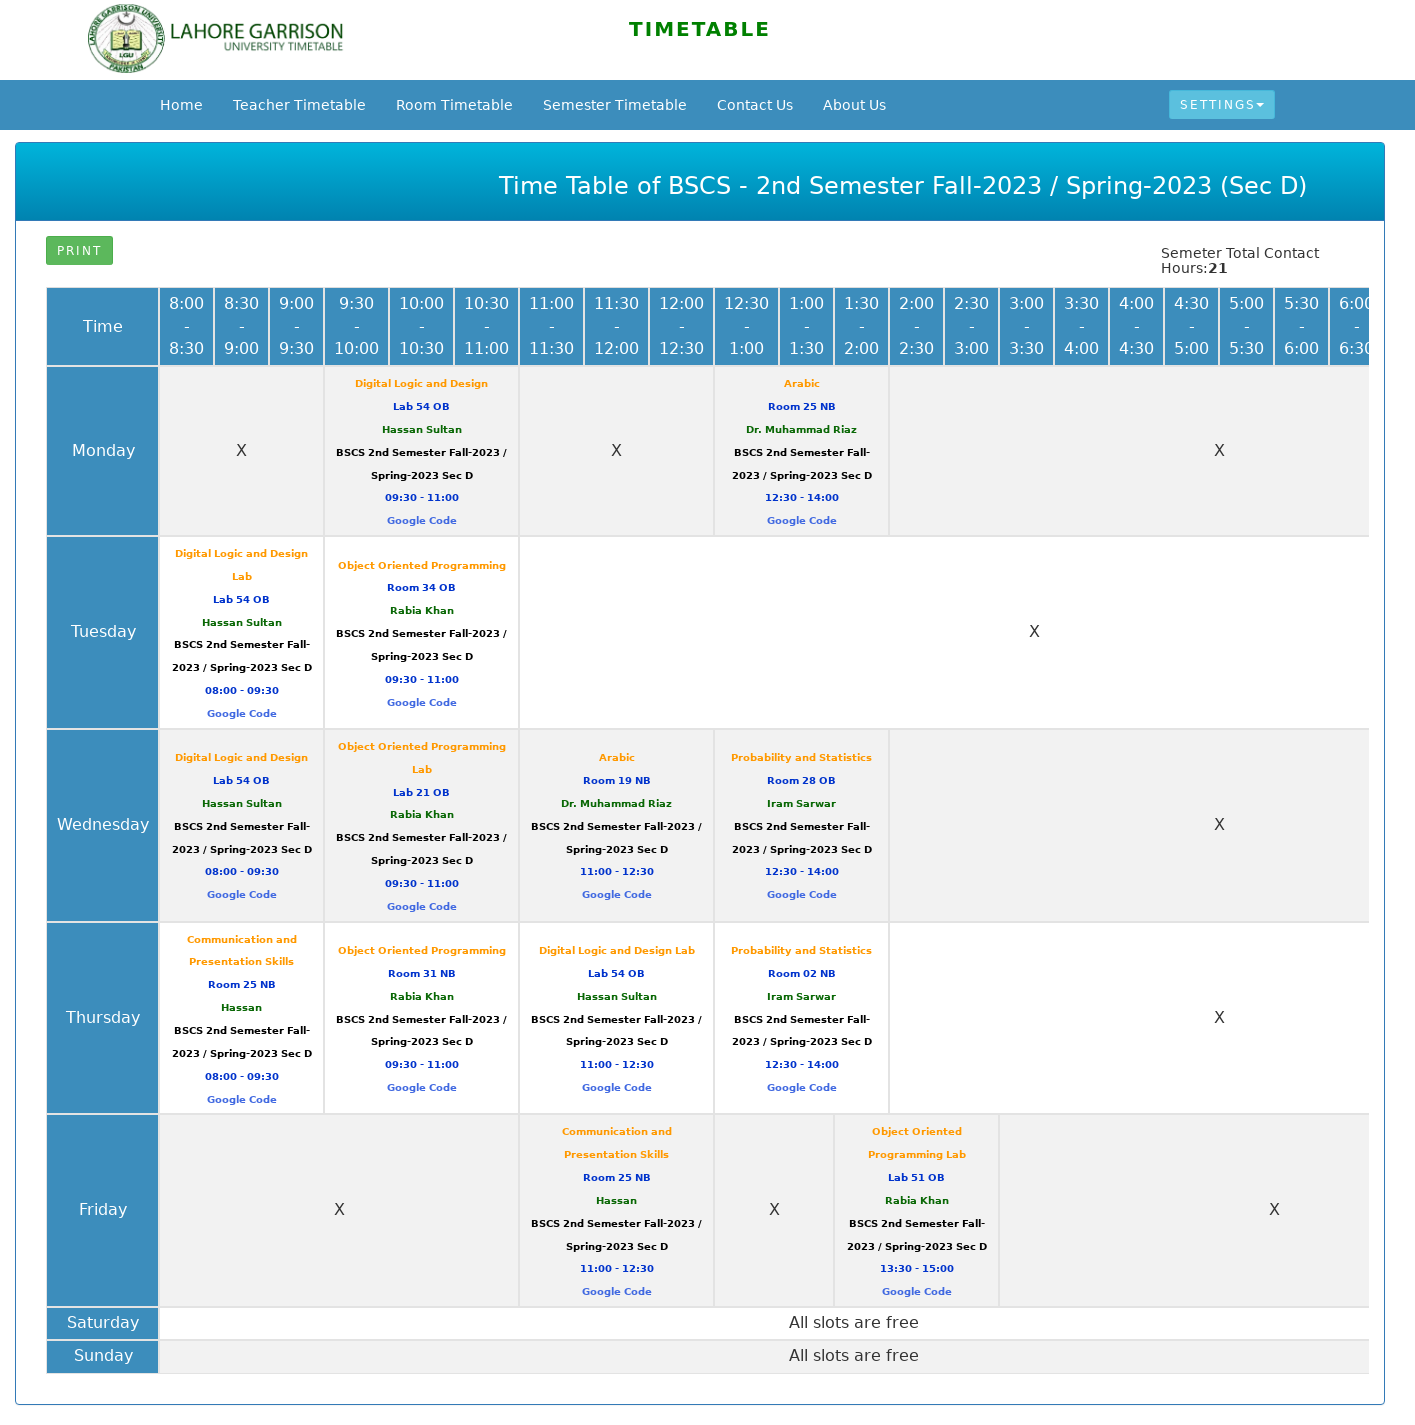 LAHORE GARRISON
UNIVERSITY TIMETABLE
LAHORE GARRISON UNIVERSITY
LGU
PAKISTAN
TIMETABLE
Home Teacher Timetable Room Timetable Semester Timetable Contact Us About Us SETTINGS
Time Table of BSCS - 2nd Semester Fall-2023 / Spring-2023 (Sec D)
PRINT
Semeter Total Contact
Hours:21
Time
8:00 - 8:30
8:30 - 9:00
9:00 - 9:30
9:30 - 10:00
10:00 - 10:30
10:30 - 11:00
11:00 - 11:30
11:30 - 12:00
12:00 - 12:30
12:30 - 1:00
1:00 - 1:30
1:30 - 2:00
2:00 - 2:30
2:30 - 3:00
3:00 - 3:30
3:30 - 4:00
4:00 - 4:30
4:30 - 5:00
5:00 - 5:30
5:30 - 6:00
6:00 - 6:30
Monday
X
Digital Logic and Design
Lab 54 OB
Hassan Sultan
BSCS 2nd Semester Fall-2023 /
Spring-2023 Sec D
09:30 - 11:00
Google Code
X
Arabic
Room 25 NB
Dr. Muhammad Riaz
BSCS 2nd Semester Fall-
2023 / Spring-2023 Sec D
12:30 - 14:00
Google Code
X
Tuesday
Digital Logic and Design
Lab
Lab 54 OB
Hassan Sultan
BSCS 2nd Semester Fall-
2023 / Spring-2023 Sec D
08:00 - 09:30
Google Code
Object Oriented Programming
Room 34 OB
Rabia Khan
BSCS 2nd Semester Fall-2023 /
Spring-2023 Sec D
09:30 - 11:00
Google Code
X
Wednesday
Digital Logic and Design
Lab 54 OB
Hassan Sultan
BSCS 2nd Semester Fall-
2023 / Spring-2023 Sec D
08:00 - 09:30
Google Code
Object Oriented Programming
Lab
Lab 21 OB
Rabia Khan
BSCS 2nd Semester Fall-2023 /
Spring-2023 Sec D
09:30 - 11:00
Google Code
Arabic
Room 19 NB
Dr. Muhammad Riaz
BSCS 2nd Semester Fall-2023 /
Spring-2023 Sec D
11:00 - 12:30
Google Code
Probability and Statistics
Room 28 OB
Iram Sarwar
BSCS 2nd Semester Fall-
2023 / Spring-2023 Sec D
12:30 - 14:00
Google Code
X
Thursday
Communication and
Presentation Skills
Room 25 NB
Hassan
BSCS 2nd Semester Fall-
2023 / Spring-2023 Sec D
08:00 - 09:30
Google Code
Object Oriented Programming
Room 31 NB
Rabia Khan
BSCS 2nd Semester Fall-2023 /
Spring-2023 Sec D
09:30 - 11:00
Google Code
Digital Logic and Design Lab
Lab 54 OB
Hassan Sultan
BSCS 2nd Semester Fall-2023 /
Spring-2023 Sec D
11:00 - 12:30
Google Code
Probability and Statistics
Room 02 NB
Iram Sarwar
BSCS 2nd Semester Fall-
2023 / Spring-2023 Sec D
12:30 - 14:00
Google Code
X
Friday
X
Communication and
Presentation Skills
Room 25 NB
Hassan
BSCS 2nd Semester Fall-2023 /
Spring-2023 Sec D
11:00 - 12:30
Google Code
X
Object Oriented
Programming Lab
Lab 51 OB
Rabia Khan
BSCS 2nd Semester Fall-
2023 / Spring-2023 Sec D
13:30 - 15:00
Google Code
X
Saturday
All slots are free
Sunday
All slots are free